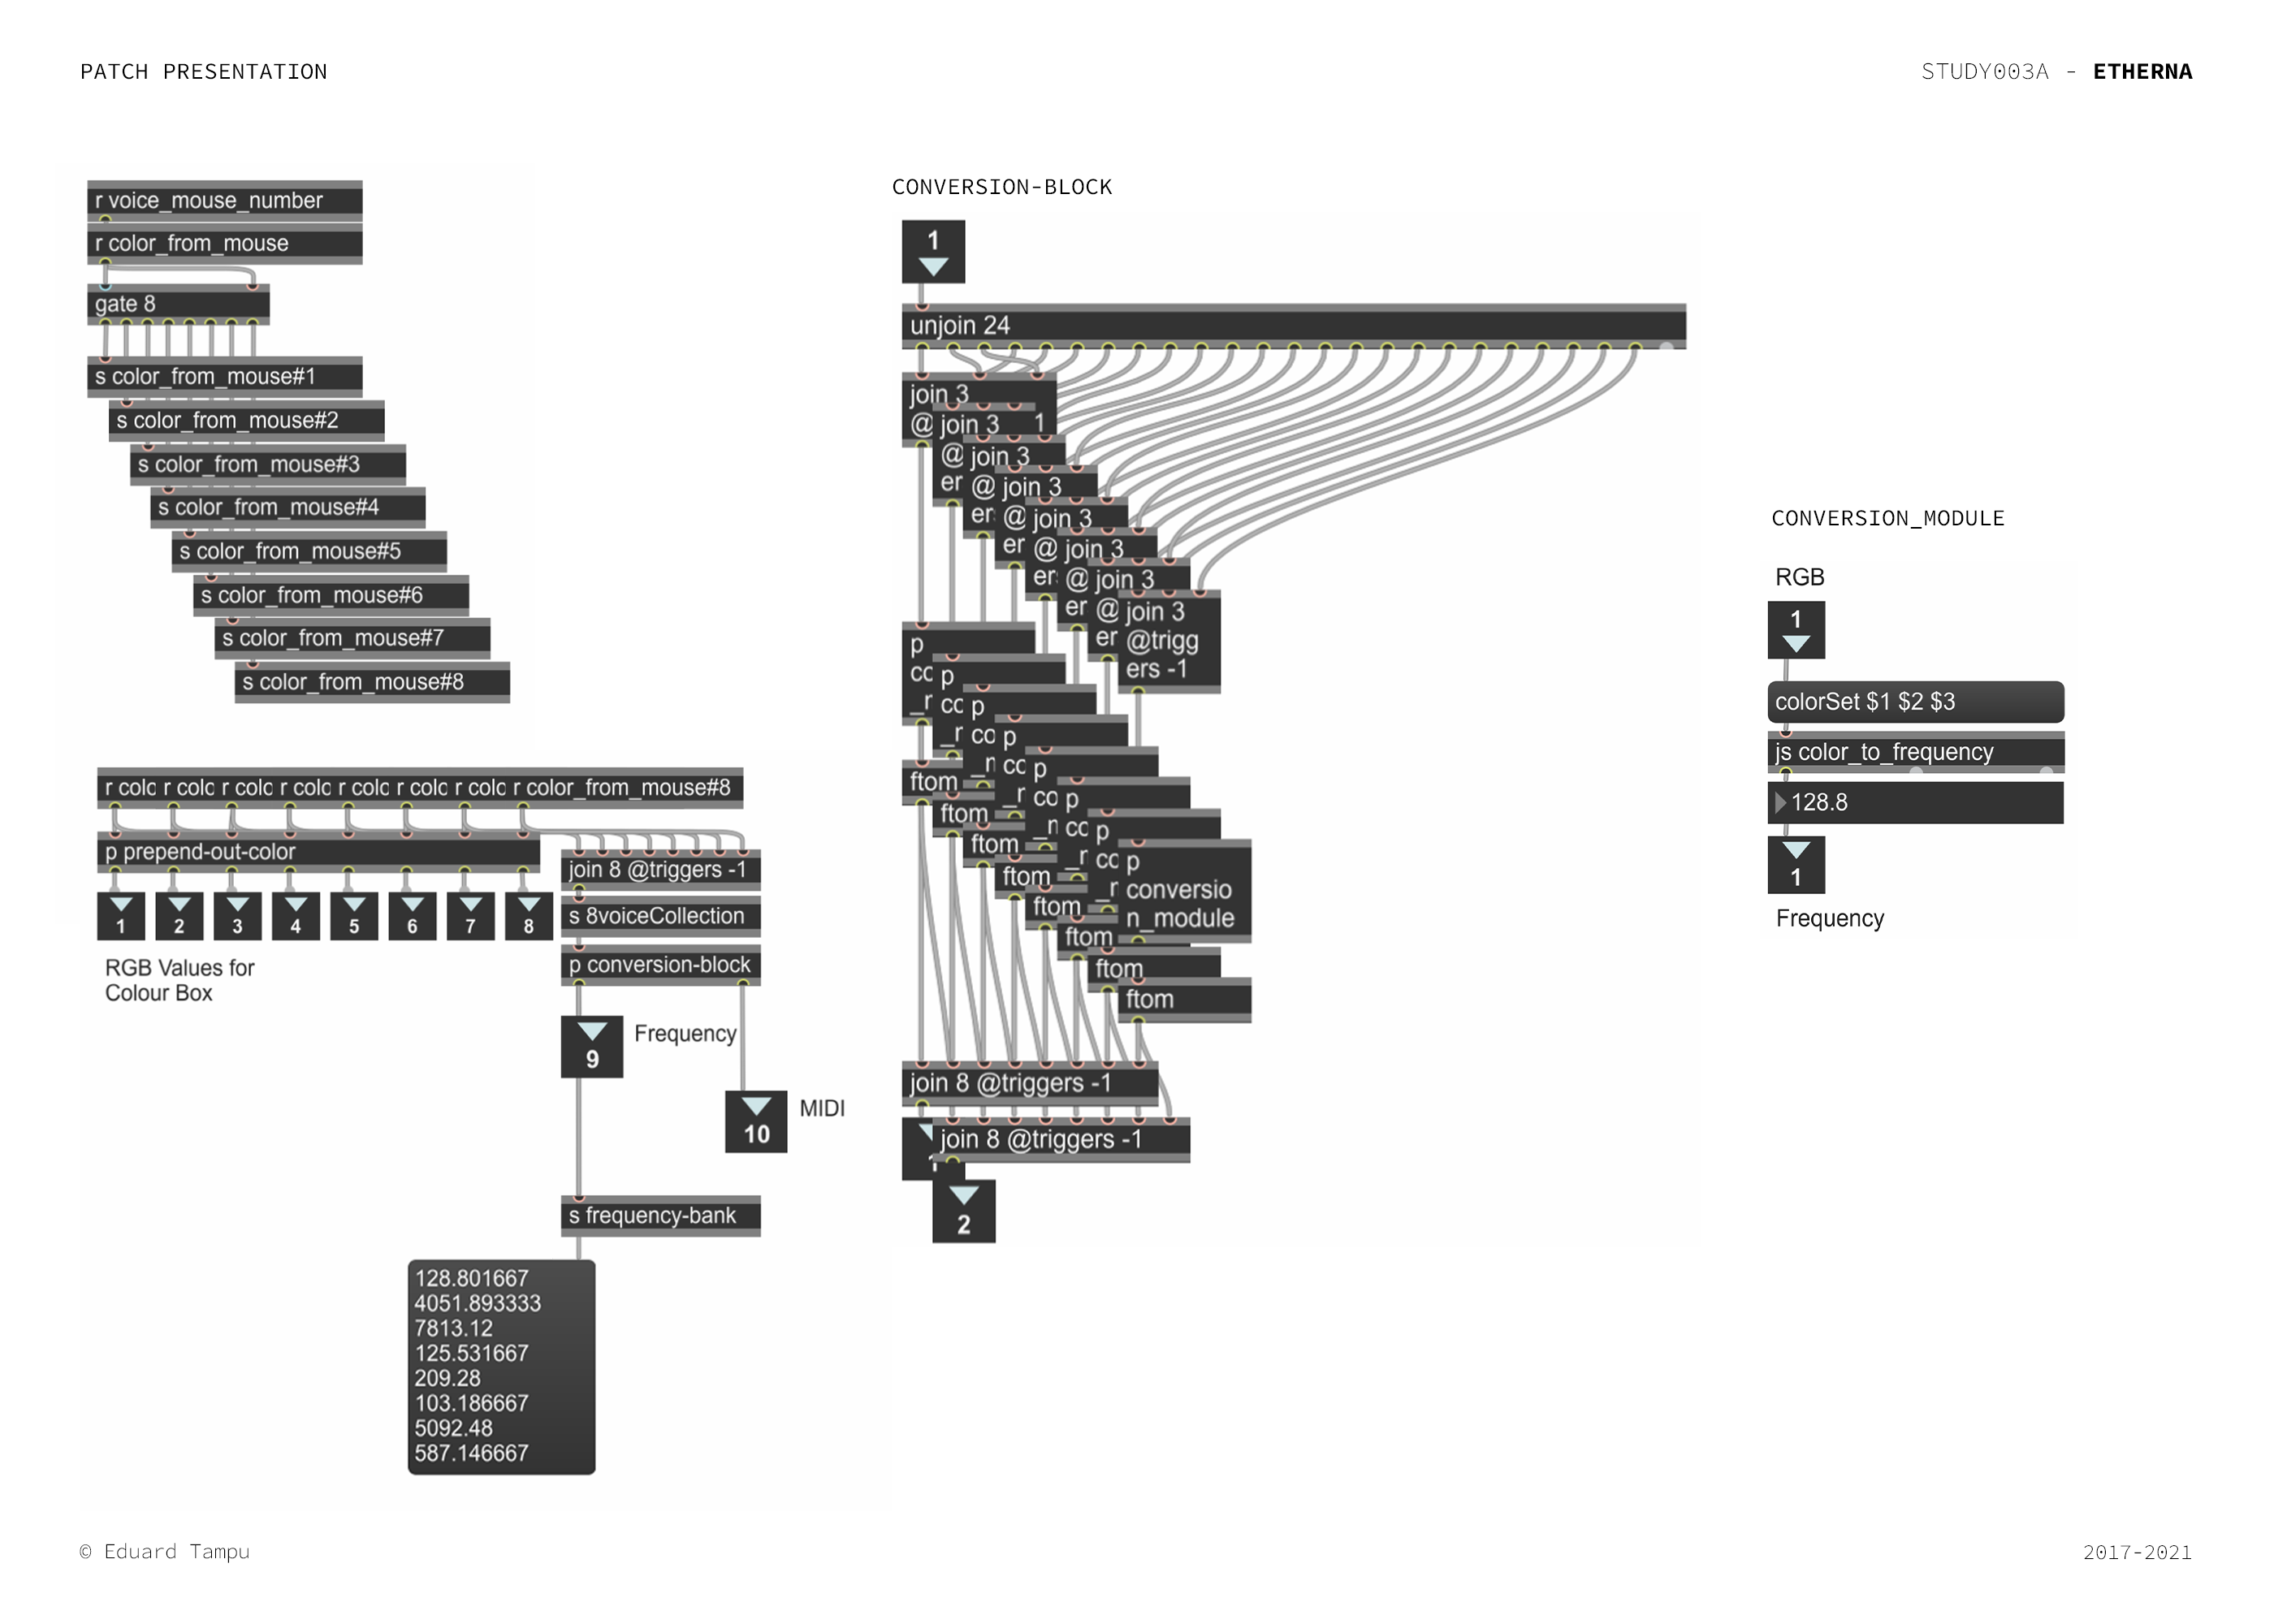 PATCH PRESENTATION
STUDY003A - ETHERNA
r voice_mouse_number
r color_from_mouse
gate 8
s color_from_mouse#1
s color_from_mouse#2
s color_from_mouse#3
s color_from_mouse#4
s color_from_mouse#5
s color_from_mouse#6
s color_from_mouse#7
s color_from_mouse#8
r colc r colc r colc r colc r colc r colc r colc r color_from_mouse#8
p prepend-out-color
join 8 @triggers -1
s 8voiceCollection
p conversion-block
1 2 3 4 5 6 7 8
RGB Values for
Colour Box
9
Frequency
10
MIDI
s frequency-bank
128.801667
4051.893333
7813.12
125.531667
209.28
103.186667
5092.48
587.146667
CONVERSION-BLOCK
1
unjoin 24
join 3
@
1
join 3
@
er
join 3
@
er
join 3
@
er
join 3
@
er
join 3
@
er
join 3
@
er
join 3
@trigg
ers -1
p
cc
_r
p
cc
_r
p
cc
_r
p
cc
_r
p
cc
_r
p
cc
_r
p
cc
_r
p
conversio
n_module
ftom
ftom
ftom
ftom
ftom
ftom
ftom
ftom
join 8 @triggers -1
join 8 @triggers -1
2
CONVERSION_MODULE
RGB
1
colorSet $1 $2 $3
js color_to_frequency
128.8
1
Frequency
© Eduard Tampu
2017-2021